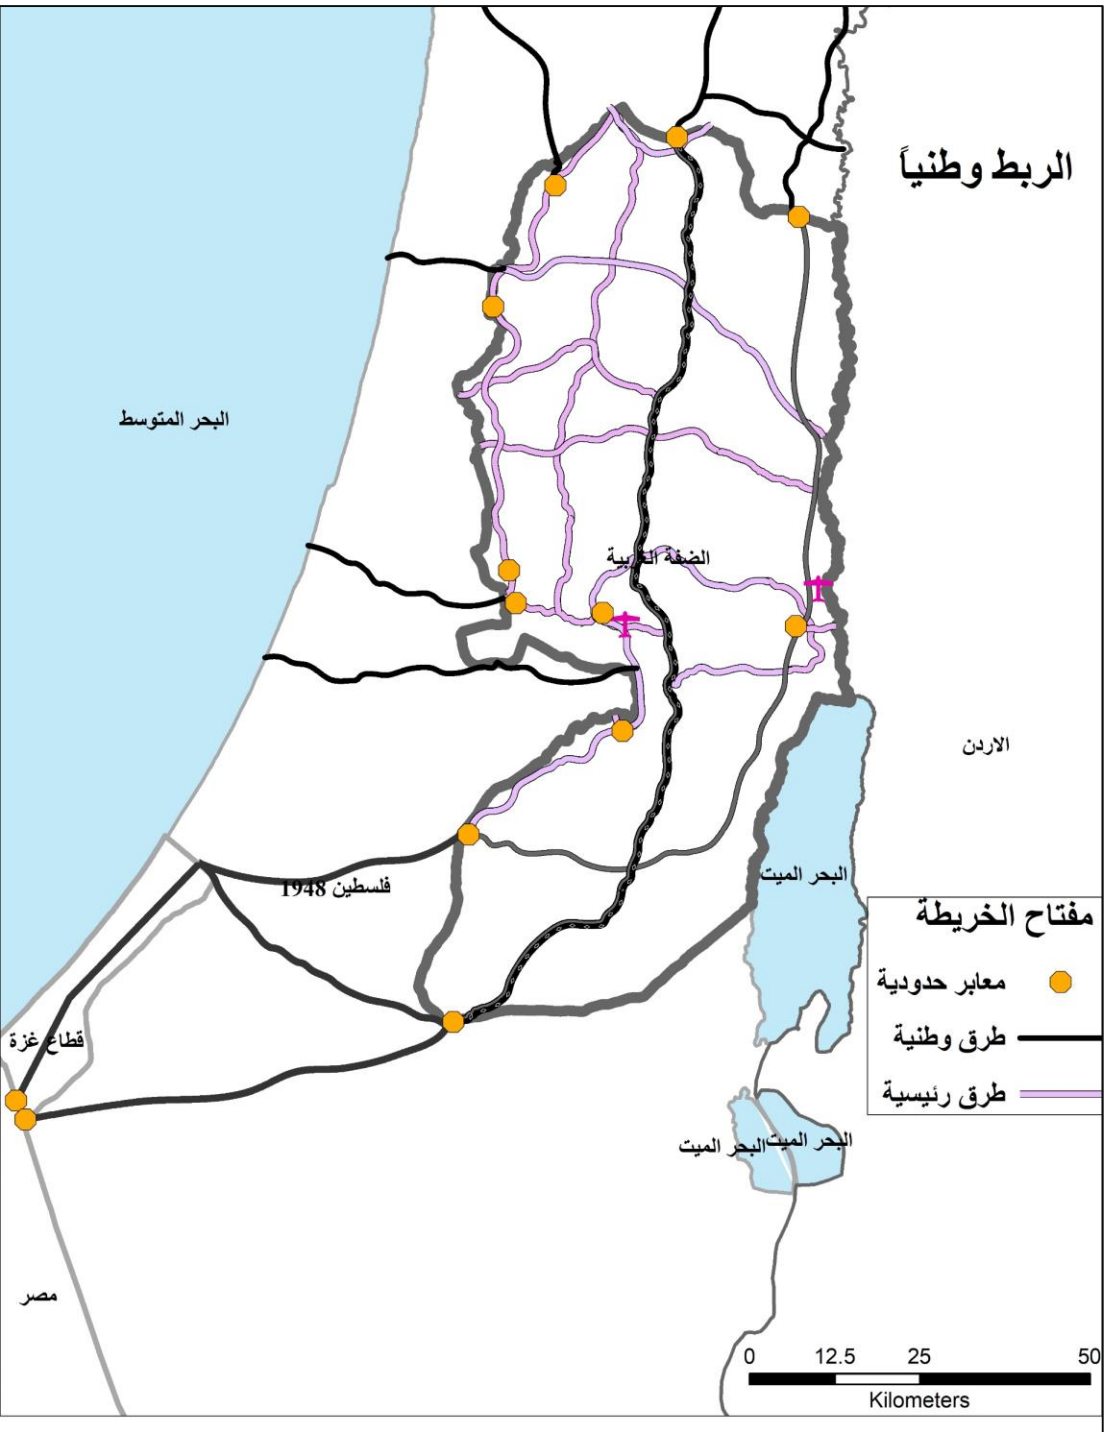 الربط وطنياً
البحر المتوسط
الضفة الغربية
الاردن
البحر الميت
فلسطين 1948
مفتاح الخريطة
معابر حدودية
طرق وطنية
طرق رئيسية
قطاع غزة
البحر الميت
البحر الميت
مصر
0 12.5 25 50
Kilometers